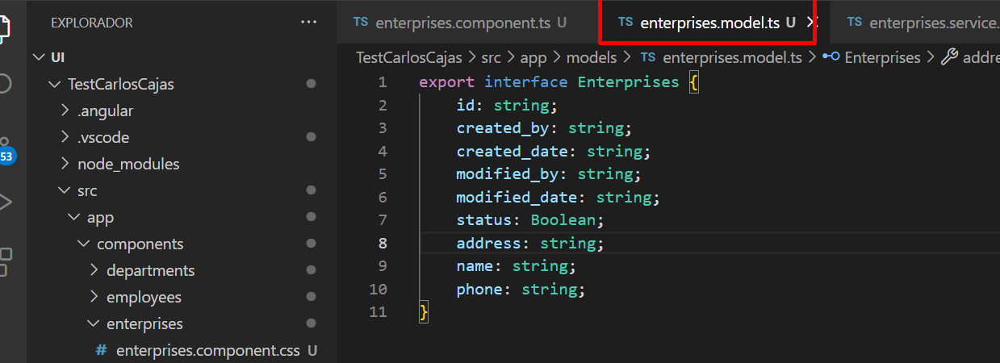 EXPLORADOR ···
UI
TestCarlosCajas
.angular
.vscode
node_modules
src
app
components
departments
employees
enterprises
# enterprises.component.css U
53
TS enterprises.component.ts U
TS enterprises.model.ts U
TS enterprises.service.
TestCarlosCajas > src > app > models > TS enterprises.model.ts > Enterprises > addre
1 export interface Enterprises {
2 id: string;
3 created_by: string;
4 created_date: string;
5 modified_by: string;
6 modified_date: string;
7 status: Boolean;
8 address: string;
9 name: string;
10 phone: string;
11 }